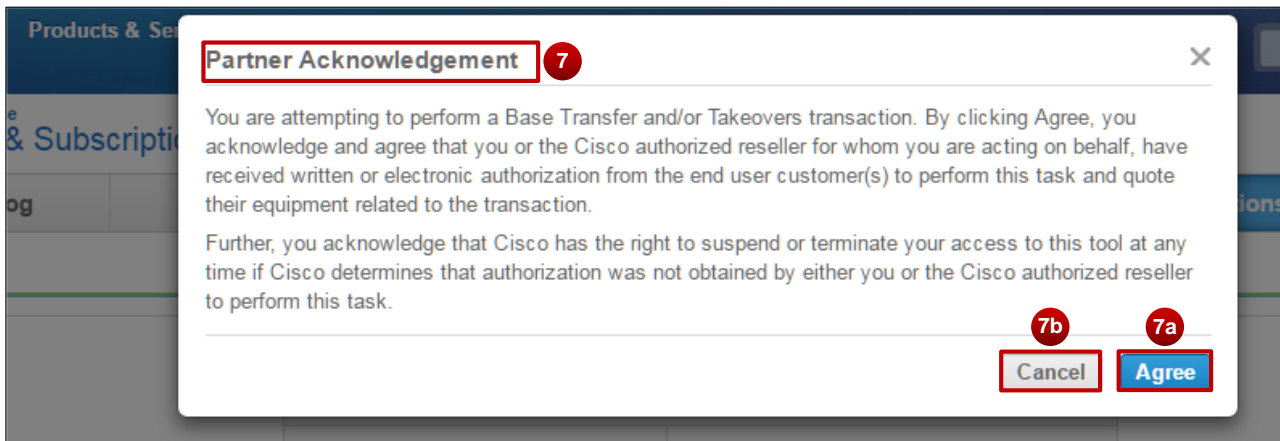 Products & Ser
Partner Acknowledgement
7
e
& Subscriptio
You are attempting to perform a Base Transfer and/or Takeovers transaction. By clicking Agree, you
acknowledge and agree that you or the Cisco authorized reseller for whom you are acting on behalf, have
received written or electronic authorization from the end user customer(s) to perform this task and quote
their equipment related to the transaction.
og
ions
Further, you acknowledge that Cisco has the right to suspend or terminate your access to this tool at any
time if Cisco determines that authorization was not obtained by either you or the Cisco authorized reseller
to perform this task.
7b
7a
Cancel
Agree